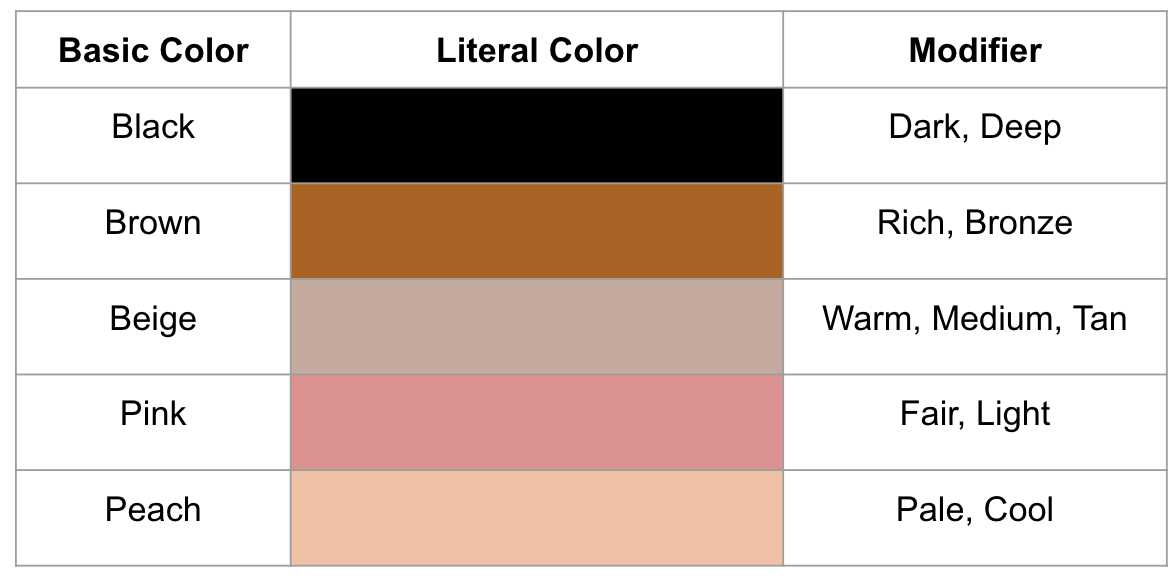 Basic Color Literal Color Modifier
Black Dark, Deep
Brown Rich, Bronze
Beige Warm, Medium, Tan
Pink Fair, Light
Peach Pale, Cool